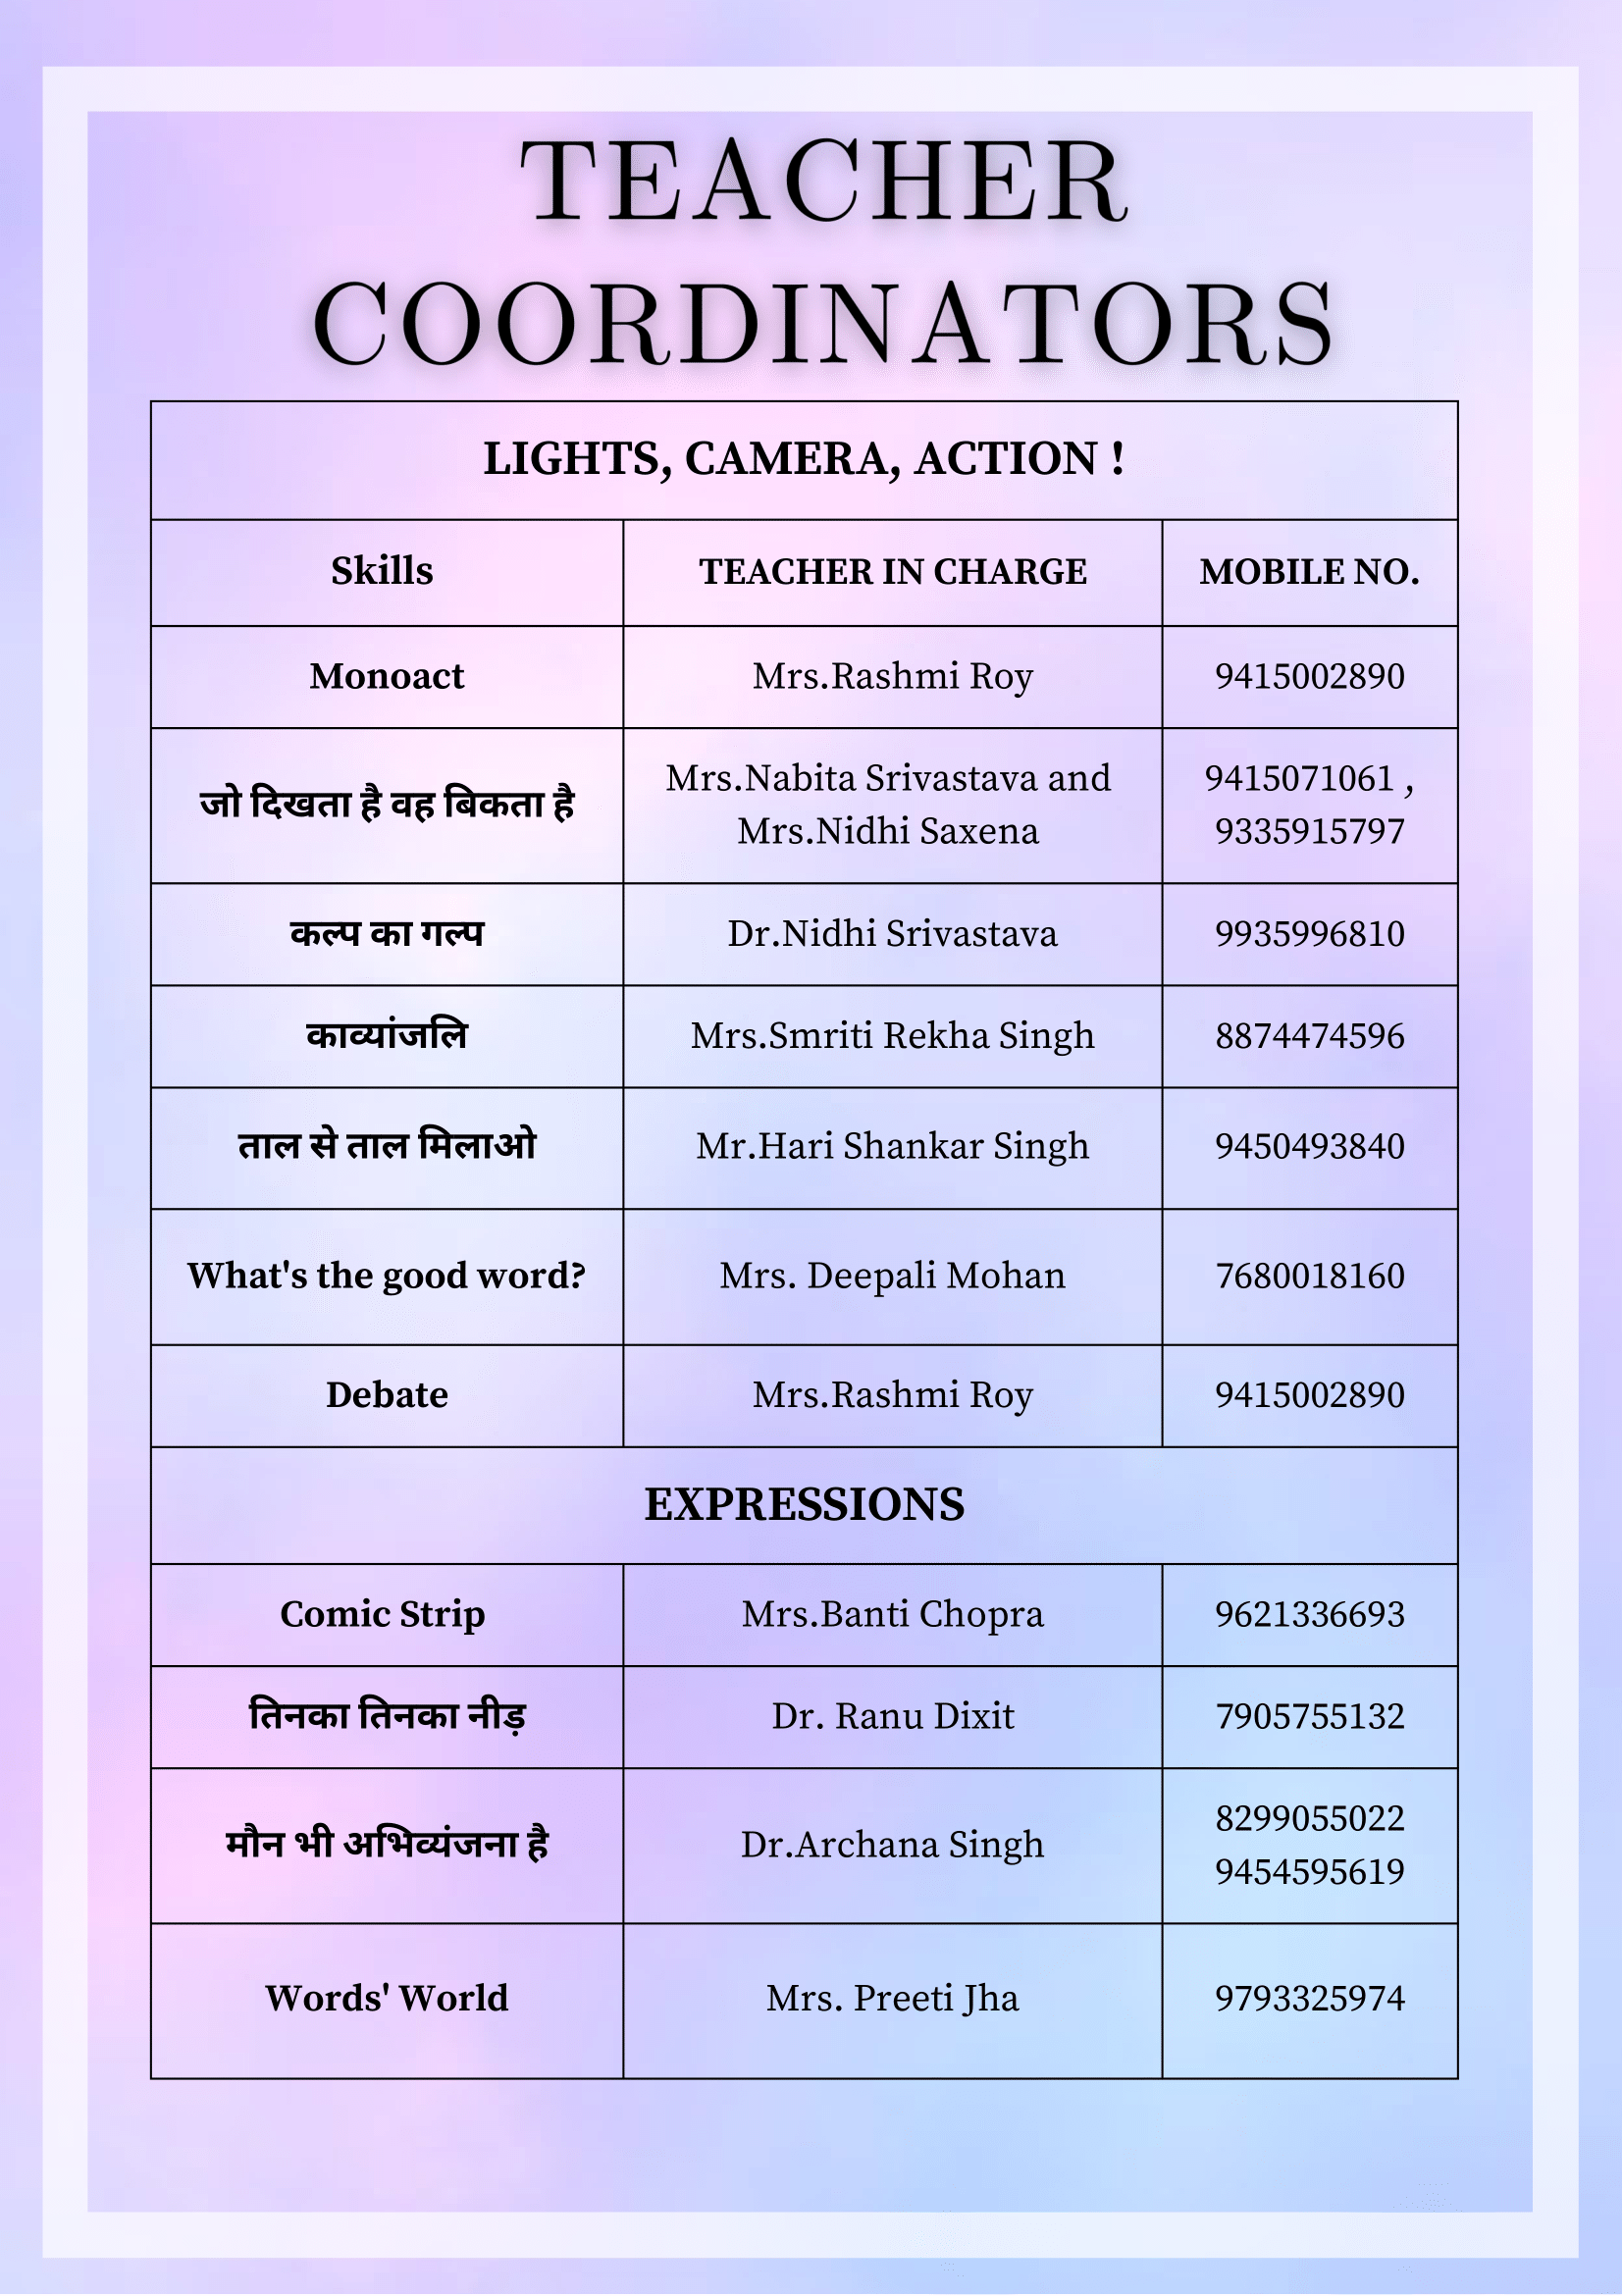 TEACHER
COORDINATORS
LIGHTS, CAMERA, ACTION !
Skills TEACHER IN CHARGE MOBILE NO.
Monoact Mrs.Rashmi Roy 9415002890
जो दिखता है वह बिकता है Mrs.Nabita Srivastava and 9415071061 ,
Mrs.Nidhi Saxena 9335915797
कल्प का गल्प Dr.Nidhi Srivastava 9935996810
काव्यांजलि Mrs.Smriti Rekha Singh 8874474596
ताल से ताल मिलाओ Mr.Hari Shankar Singh 9450493840
What's the good word? Mrs. Deepali Mohan 7680018160
Debate Mrs.Rashmi Roy 9415002890
EXPRESSIONS
Comic Strip Mrs.Banti Chopra 9621336693
तिनका तिनका नीड़ Dr. Ranu Dixit 7905755132
मौन भी अभिव्यंजना है Dr.Archana Singh 8299055022
9454595619
Words' World Mrs. Preeti Jha 9793325974